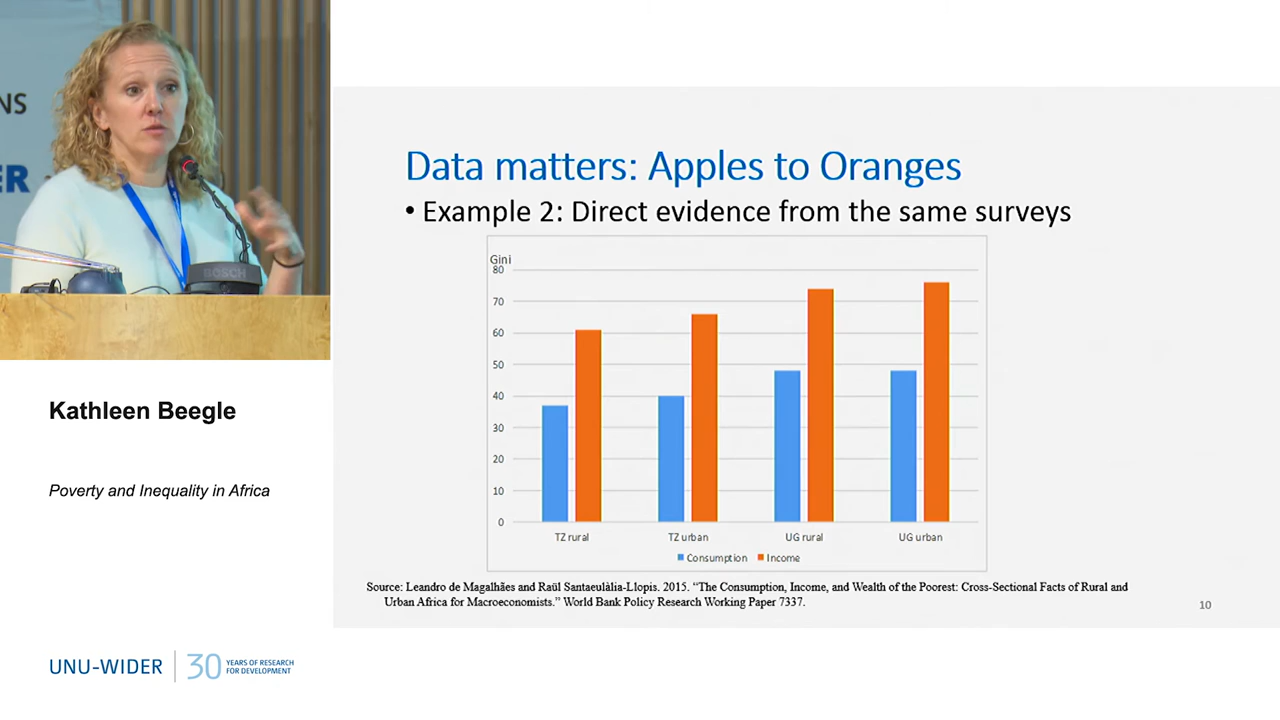 NS
ER
BOSCH
Kathleen Beegle
Poverty and Inequality in Africa
UNU-WIDER
30
YEARS OF RESEARCH
FOR DEVELOPMENT
Data matters: Apples to Oranges
• Example 2: Direct evidence from the same surveys
Gini
80
70
60
50
40
30
20
10
0
TZ rural TZ urban UG rural UG urban
Consumption Income
Source: Leandro de Magalhães and Raül Santaeulàlia-Llopis. 2015. “The Consumption, Income, and Wealth of the Poorest: Cross-Sectional Facts of Rural and
Urban Africa for Macroeconomists.” World Bank Policy Research Working Paper 7337.
10